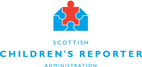 SCOTTISH
CHILDREN'S REPORTER
ADMINISTRATION